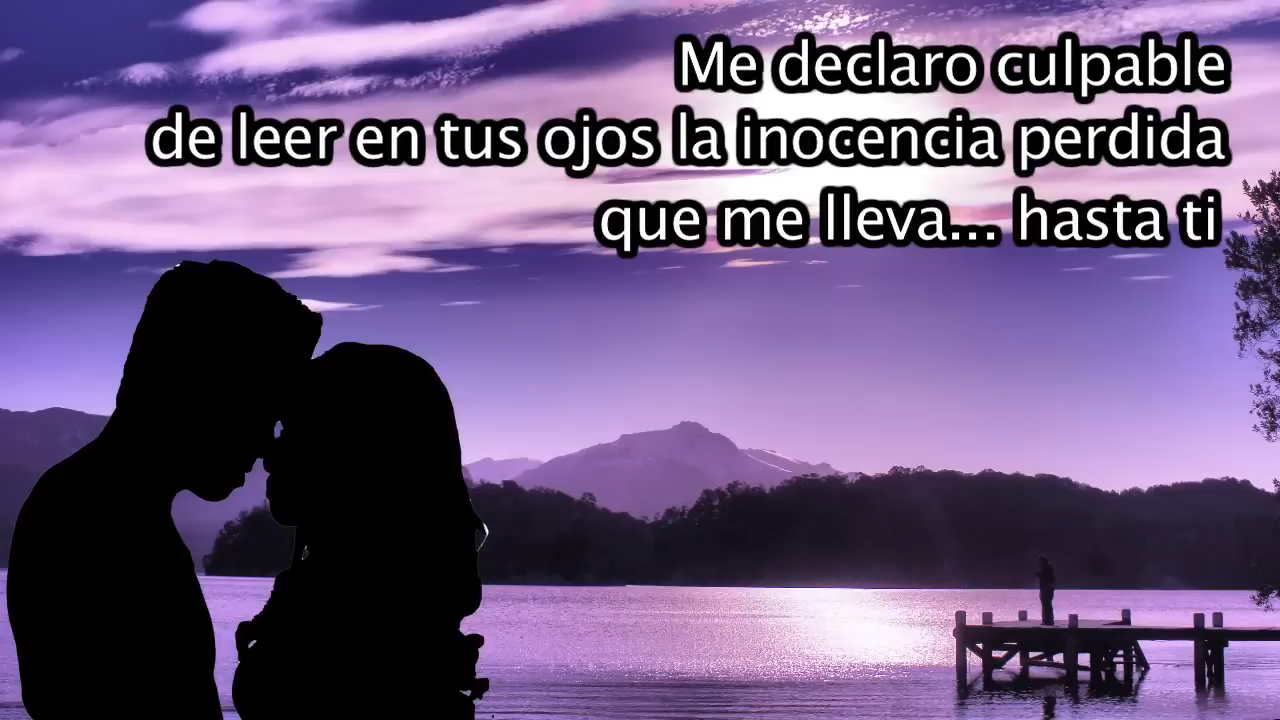 Me declaro culpable
de leer en tus ojos la inocencia perdida
que me lleva... hasta ti